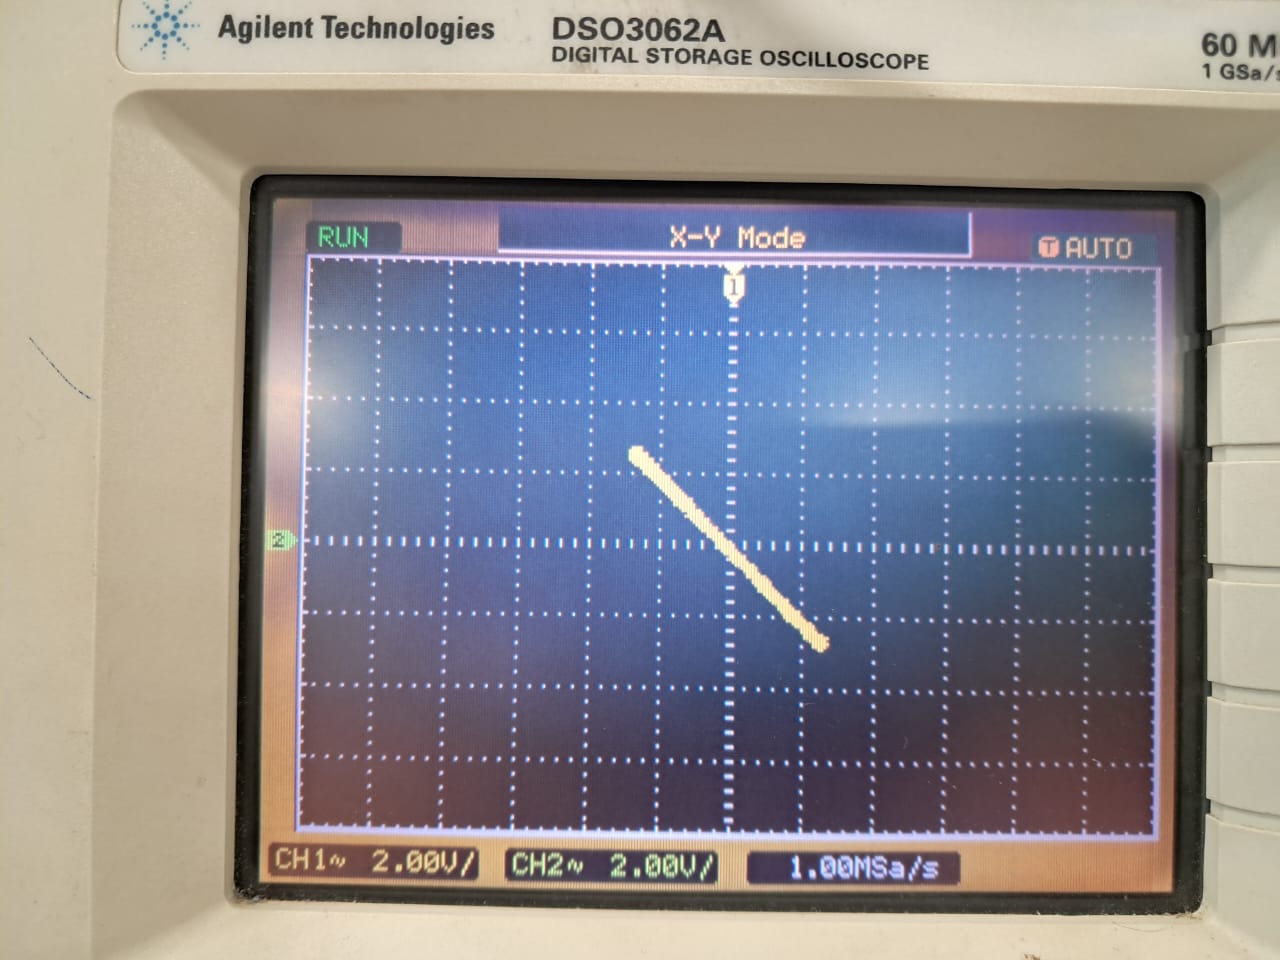 Agilent Technologies
DSO3062A
DIGITAL STORAGE OSCILLOSCOPE
60 M
1 GSa/s
RUN
X-Y Mode
T AUTO
1
2
CH1∿ 2.00V/
CH2∿ 2.00V/
1.00MSa/s